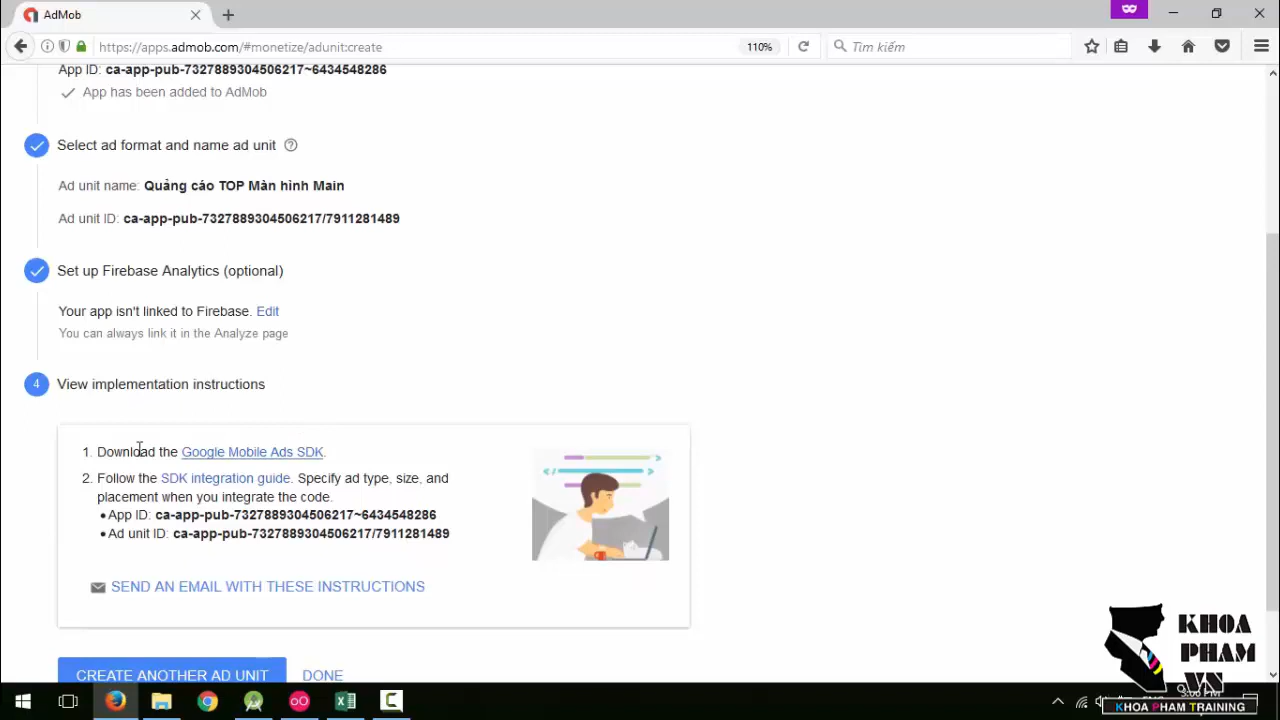 AdMob
https://apps.admob.com/#monetize/adunit:create
110%
Tìm kiếm
App ID: ca-app-pub-7327889304506217~6434548286
App has been added to AdMob
Select ad format and name ad unit
Ad unit name: Quảng cáo TOP Màn hình Main
Ad unit ID: ca-app-pub-7327889304506217/7911281489
Set up Firebase Analytics (optional)
Your app isn't linked to Firebase. Edit
You can always link it in the Analyze page
4 View implementation instructions
1. Download the Google Mobile Ads SDK.
2. Follow the SDK integration guide. Specify ad type, size, and
placement when you integrate the code.
• App ID: ca-app-pub-7327889304506217~6434548286
• Ad unit ID: ca-app-pub-7327889304506217/7911281489
SEND AN EMAIL WITH THESE INSTRUCTIONS
CREATE ANOTHER AD UNIT DONE
KHOA
PHAM
.VN
KHOA PHAM TRAINING